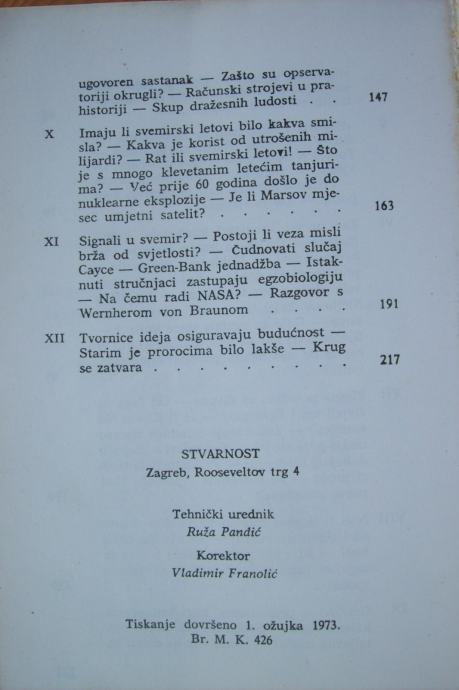 ugovoren sastanak — Zašto su opserva-
toriji okrugli? — Računski strojevi u pra-
historiji — Skup dražesnih ludosti . . 147
X Imaju li svemirski letovi bilo kakva smi-
sla? — Kakva je korist od utrošenih mi-
lijardi? — Rat ili svemirski letovi! — Što
je s mnogo klevetanim letećim tanjuri-
ma? — Već prije 60 godina došlo je do
nuklearne eksplozije — Je li Marsov mje-
sec umjetni satelit? . . . . . . 163
XI Signali u svemir? — Postoji li veza misli
brža od svjetlosti? — Čudnovati slučaj
Cayce — Green-Bank jednadžba — Istak-
nuti stručnjaci zastupaju egzobiologiju
— Na čemu radi NASA? — Razgovor s
Wernherom von Braunom . . . . 191
XII Tvornice ideja osiguravaju budućnost —
Starim je prorocima bilo lakše — Krug
se zatvara . . . . . . . . . 217
STVARNOST
Zagreb, Rooseveltov trg 4
Tehnički urednik
Ruža Pandić
Korektor
Vladimir Franolić
Tiskanje dovršeno 1. ožujka 1973.
Br. M. K. 426